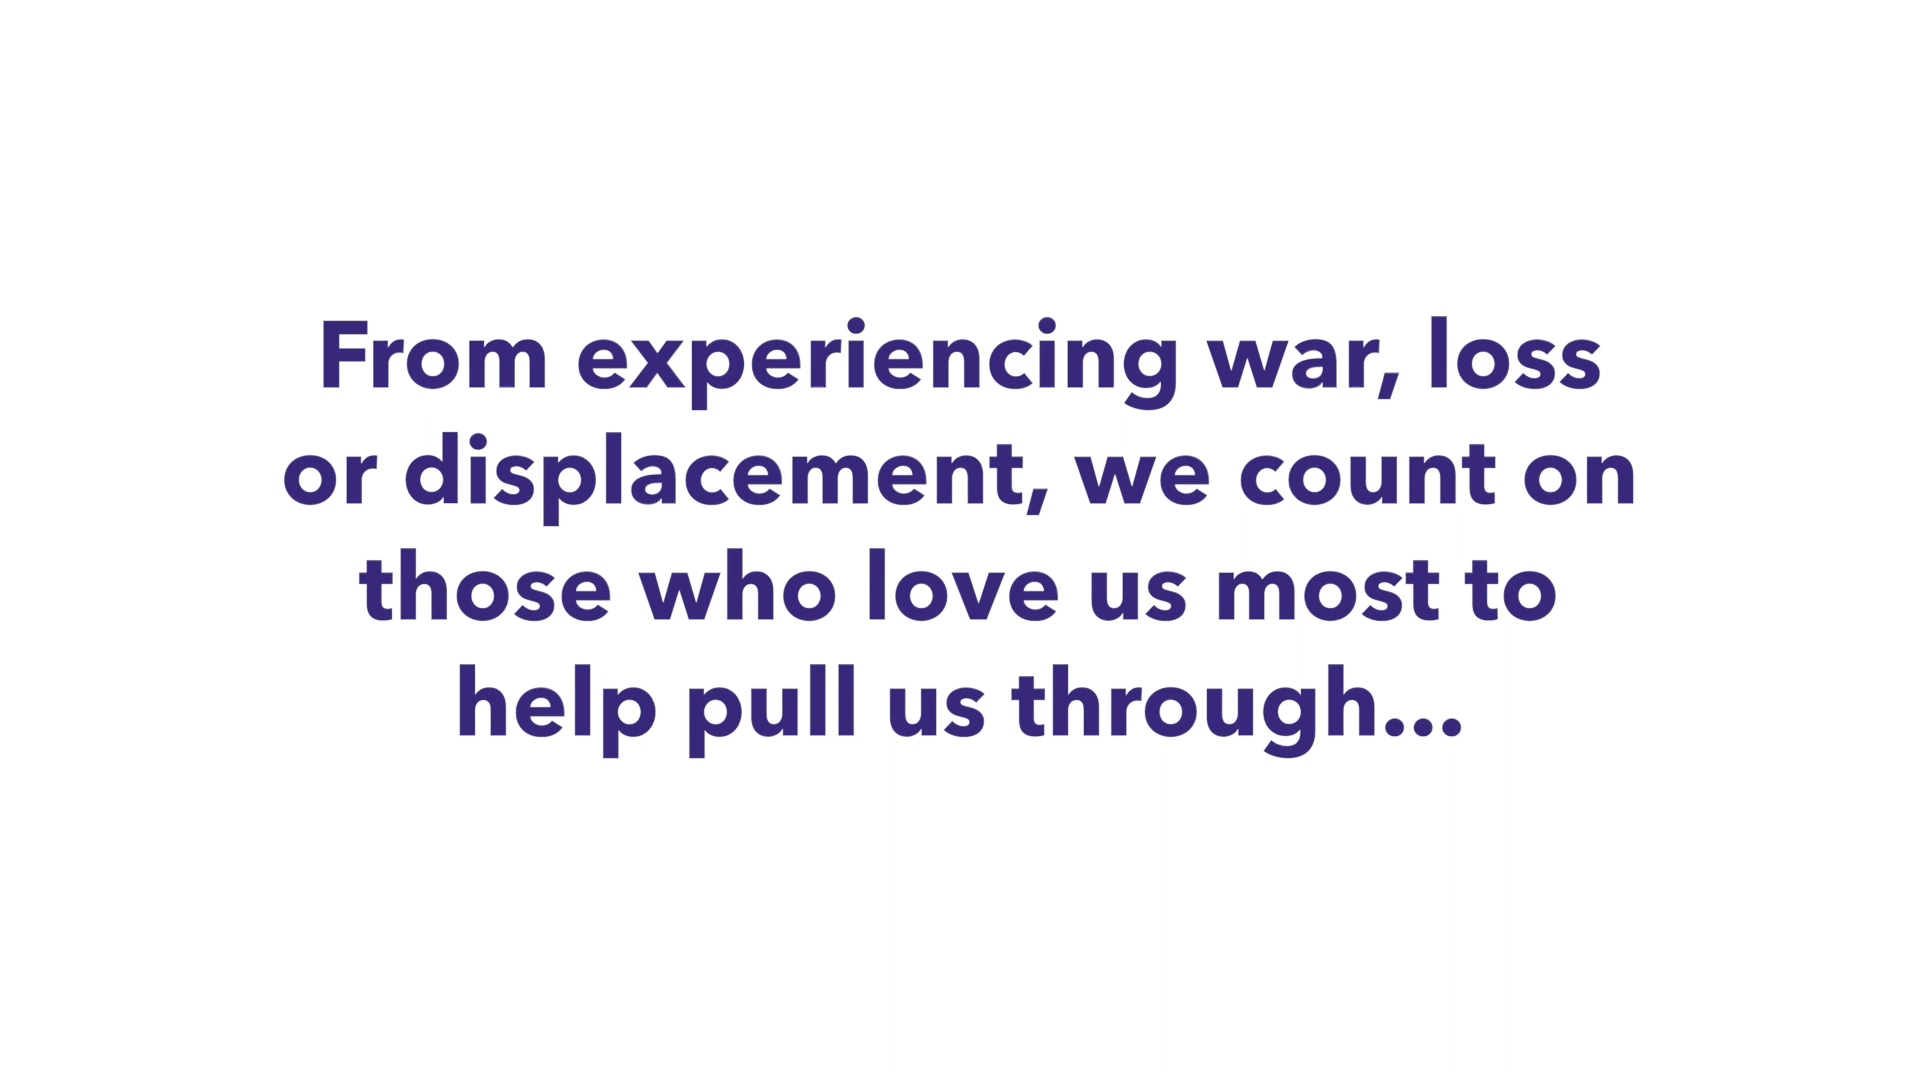 From experiencing war, loss
or displacement, we count on
those who love us most to
help pull us through...